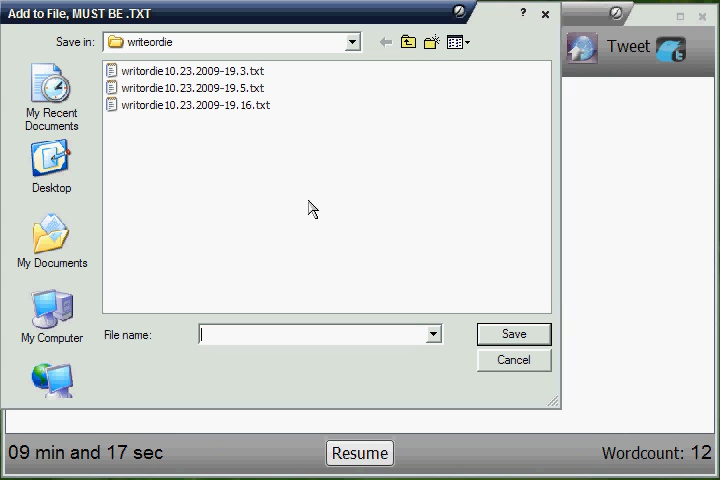 Add to File, MUST BE .TXT
?
Save in: writeordie
Tweet
writordie10.23.2009-19.3.txt
writordie10.23.2009-19.5.txt
writordie10.23.2009-19.16.txt
My Recent
Documents
Desktop
My Documents
My Computer
File name:
Save
Cancel
09 min and 17 sec
Resume
Wordcount: 12